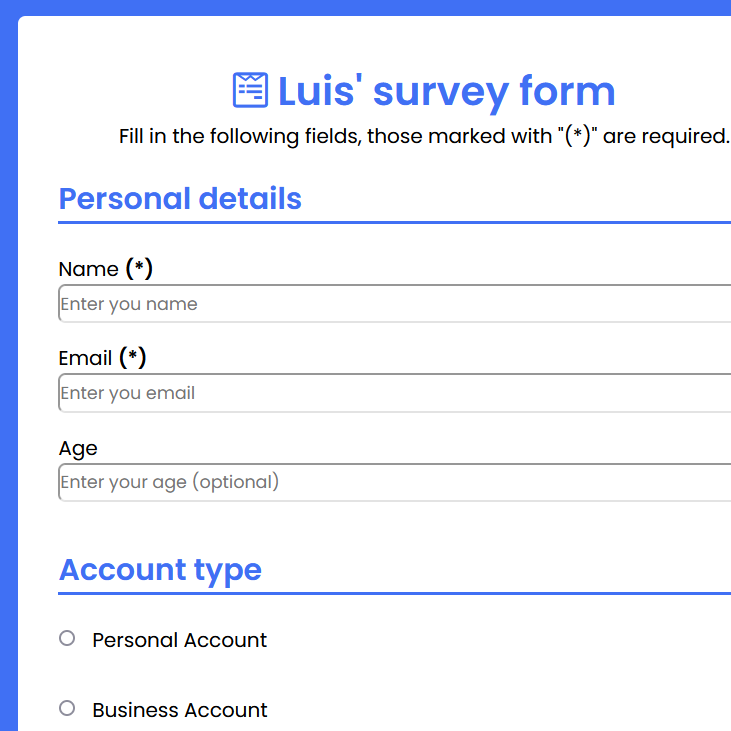 Luis' survey form
Fill in the following fields, those marked with "(*)" are required.
Personal details
Name (*)
Enter you name
Email (*)
Enter you email
Age
Enter your age (optional)
Account type
Personal Account
Business Account